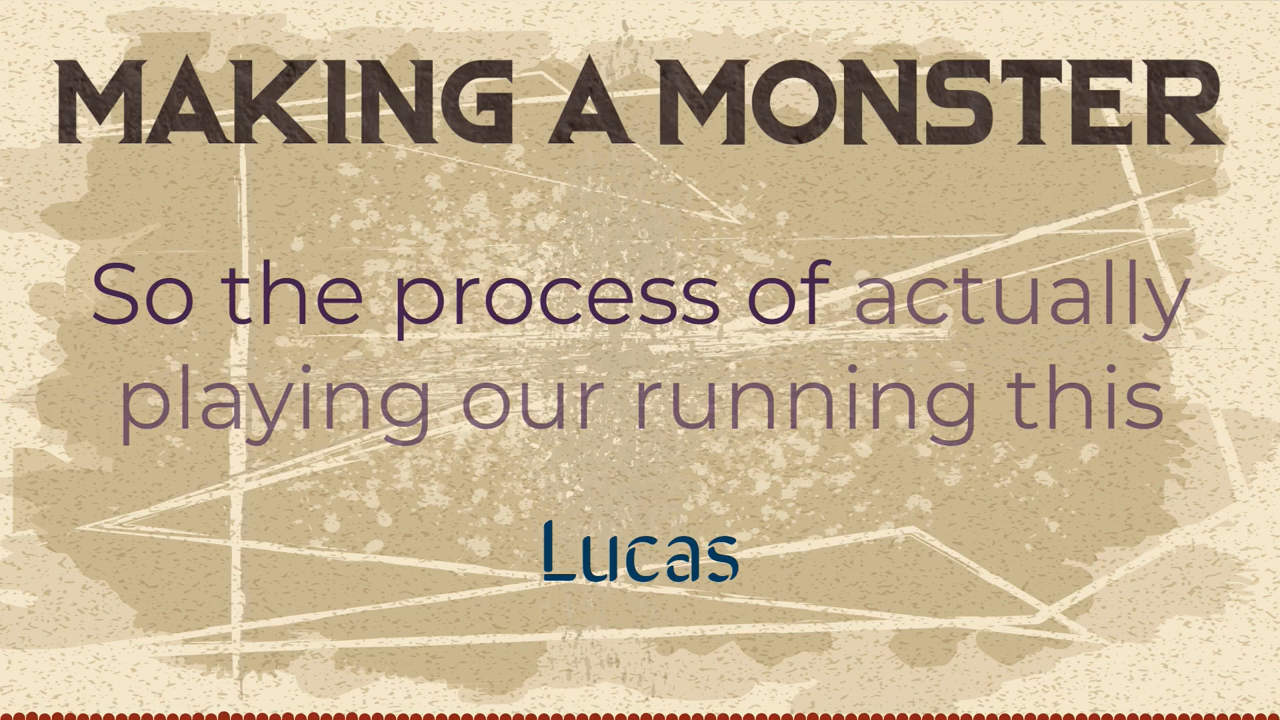 MAKING A MONSTER
So the process of actually
playing our running this
Lucas